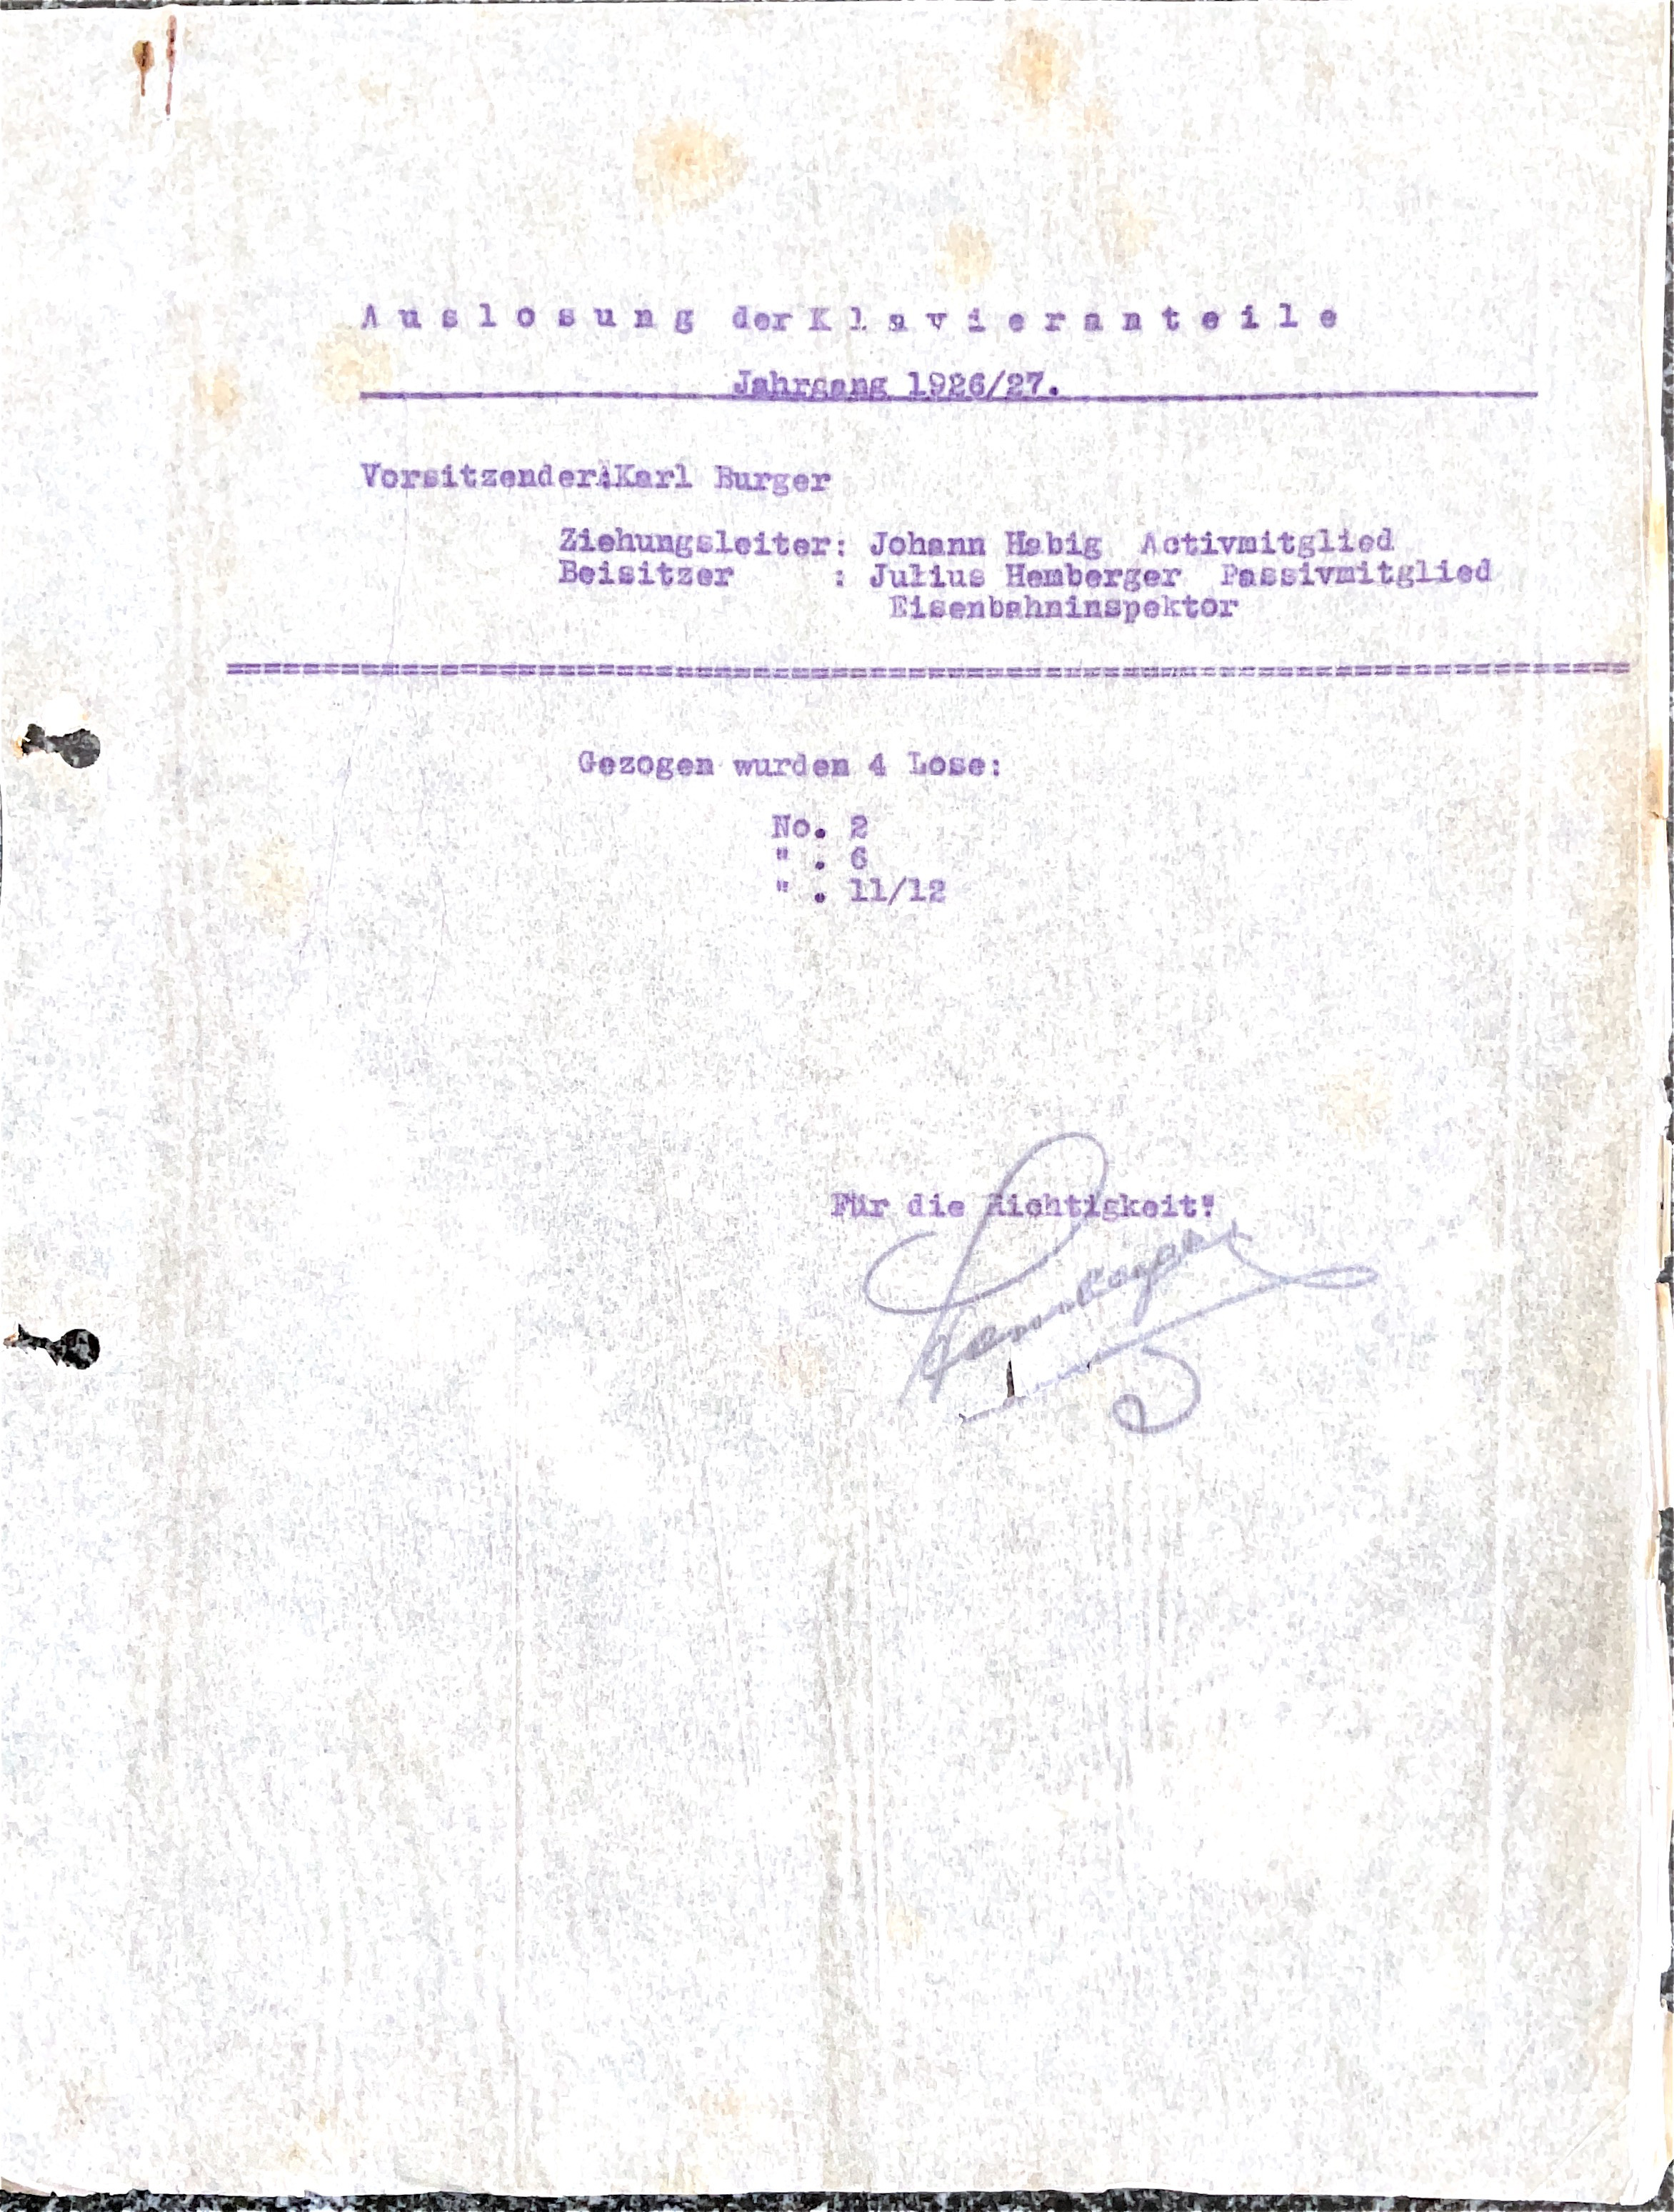 Auslosung der Klavieranteile
Jahrgang 1926/27.
Vorsitzender:Karl Burger
Ziehungsleiter: Johann Habig Activmitglied
Beisitzer : Julius Hemberger Passivmitglied
Eisenbahninspektor
Gezogen wurden 4 Lose:
No. 2
" . 6
" . 11/12
Für die Richtigkeit!
Hemberger